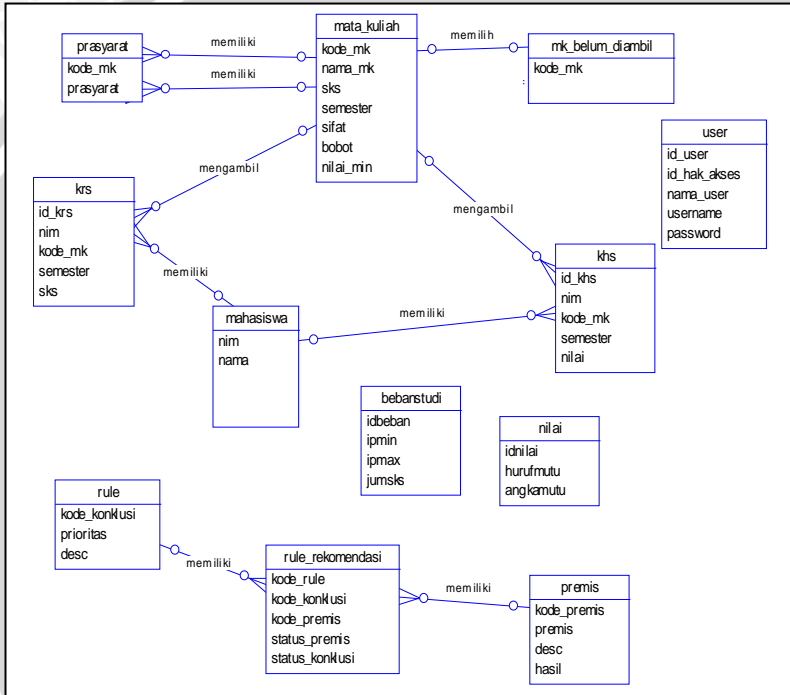 mata_kuliah
kode_mk
nama_mk
sks
semester
sifat
bobot
nilai_min
prasyarat
kode_mk
prasyarat
memiliki
memiliki
memilih
mk_belum_diambil
kode_mk
:
user
id_user
id_hak_akses
nama_user
username
password
mengambil
mengambil
krs
id_krs
nim
kode_mk
semester
sks
memiliki
khs
id_khs
nim
kode_mk
semester
nilai
mahasiswa
nim
nama
memiliki
bebanstudi
idbeban
ipmin
ipmax
jumsks
nilai
idnilai
hurufmutu
angkamutu
rule
kode_konklusi
prioritas
desc
memiliki
rule_rekomendasi
kode_rule
kode_konklusi
kode_premis
status_premis
status_konklusi
memiliki
premis
kode_premis
premis
desc
hasil